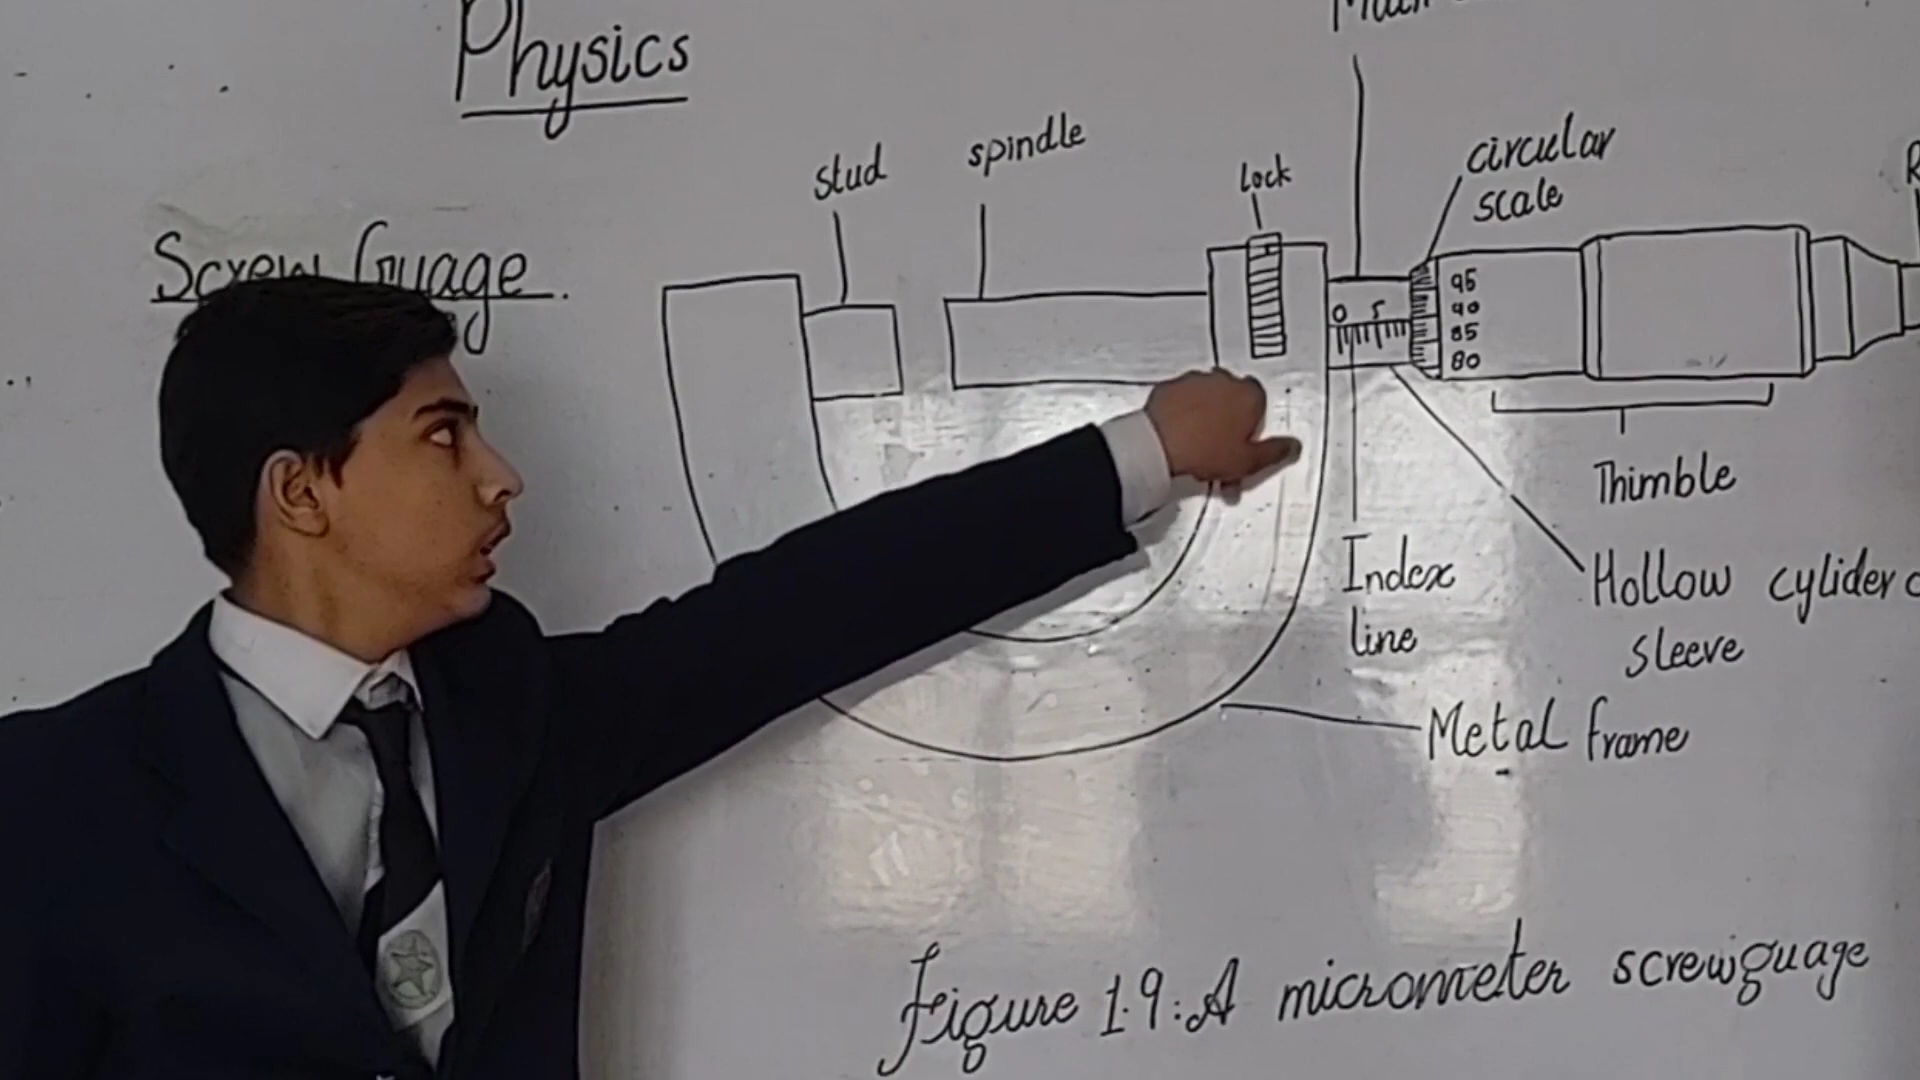 Physics
Screw Guage
stud
spindle
Lock
circular
scale
0 5
95
90
85
80
Thimble
Index
line
Hollow cylider
sleeve
Metal frame
Figure 1.9: A micrometer screwguage